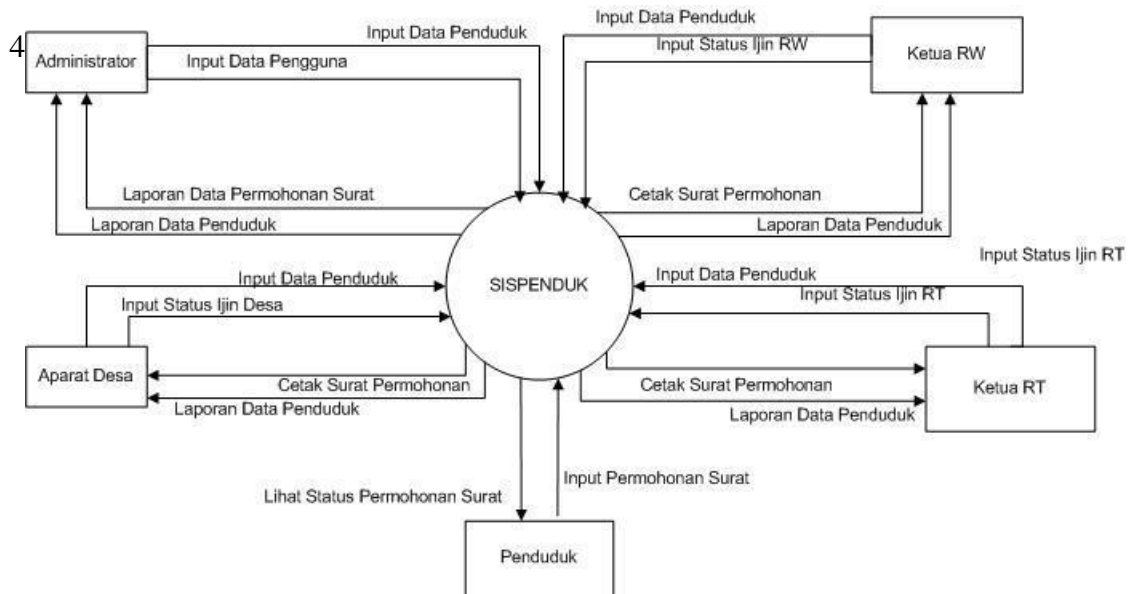 4
Administrator
Input Data Penduduk
Input Data Pengguna
Input Data Penduduk
Input Status Ijin RW
Ketua RW
Laporan Data Permohonan Surat
Laporan Data Penduduk
Cetak Surat Permohonan
Laporan Data Penduduk
Input Status Ijin RT
Input Data Penduduk
Input Status Ijin Desa
SISPENDUK
Input Data Penduduk
Input Status Ijin RT
Aparat Desa
Cetak Surat Permohonan
Laporan Data Penduduk
Cetak Surat Permohonan
Laporan Data Penduduk
Ketua RT
Lihat Status Permohonan Surat
Input Permohonan Surat
Penduduk